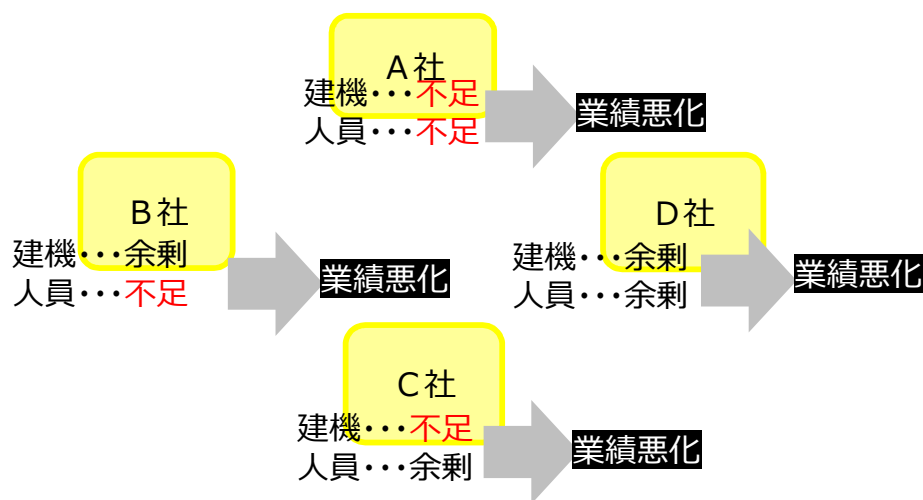 A社
建機・・・不足
人員・・・不足
業績悪化
B社
建機・・・余剰
人員・・・不足
業績悪化
D社
建機・・・余剰
人員・・・余剰
業績悪化
C社
建機・・・不足
人員・・・余剰
業績悪化